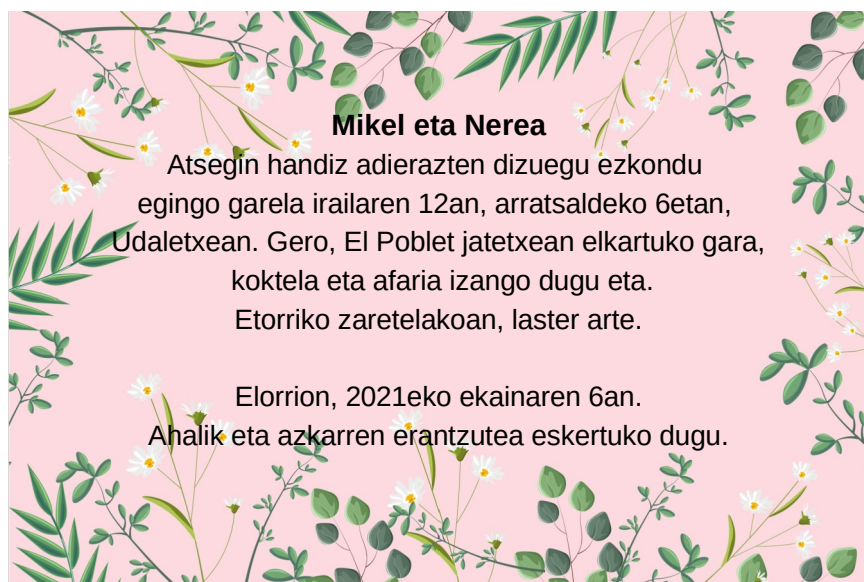 Mikel eta Nerea
Atsegin handiz adierazten dizuegu ezkondu
egingo garela irailaren 12an, arratsaldeko 6etan,
Udaletxean. Gero, El Poblet jatetxean elkartuko gara,
koktela eta afaria izango dugu eta.
Etorriko zaretelakoan, laster arte.
Elorrion, 2021eko ekainaren 6an.
Ahalik eta azkarren erantzutea eskertuko dugu.